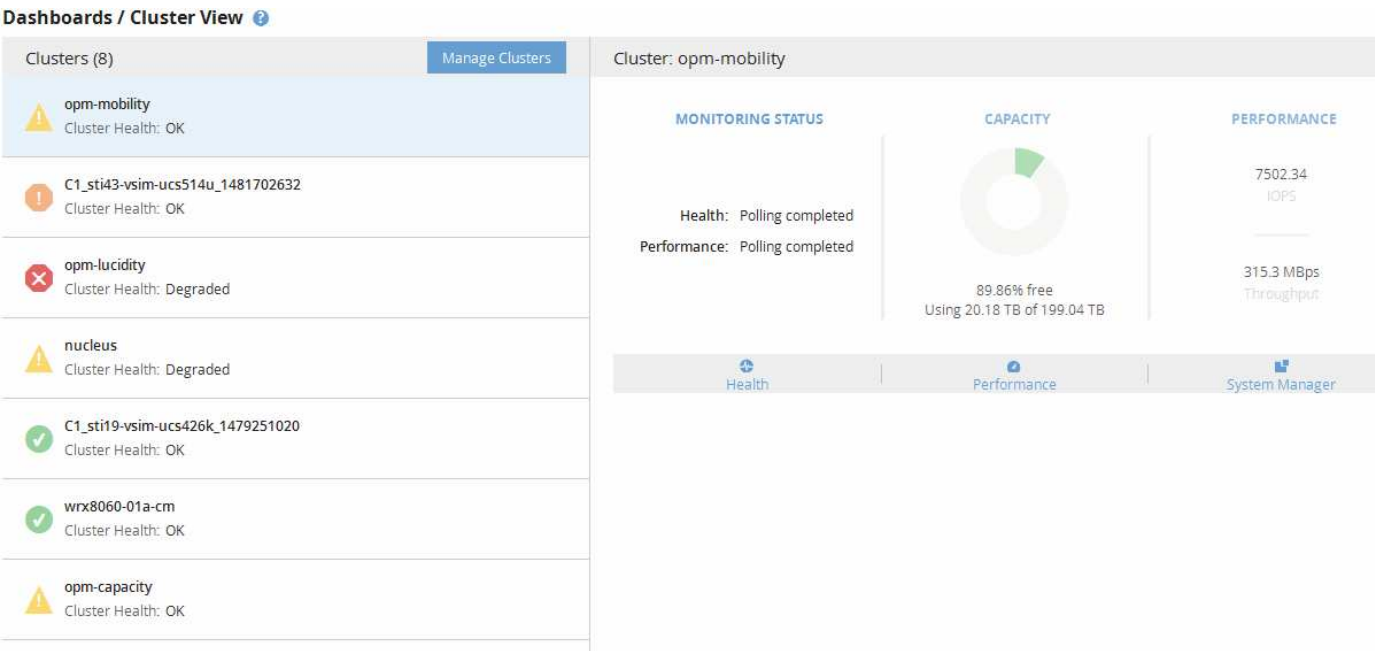 Dashboards / Cluster View ?
Clusters (8)
Manage Clusters
opm-mobility
Cluster Health: OK
C1_sti43-vsim-ucs514u_1481702632
Cluster Health: OK
opm-lucidity
Cluster Health: Degraded
nucleus
Cluster Health: Degraded
C1_sti19-vsim-ucs426k_1479251020
Cluster Health: OK
wrx8060-01a-cm
Cluster Health: OK
opm-capacity
Cluster Health: OK
Cluster: opm-mobility
MONITORING STATUS
Health: Polling completed
Performance: Polling completed
CAPACITY
89.86% free
Using 20.18 TB of 199.04 TB
PERFORMANCE
7502.34
IOPS
315.3 MBps
Throughput
Health
Performance
System Manager